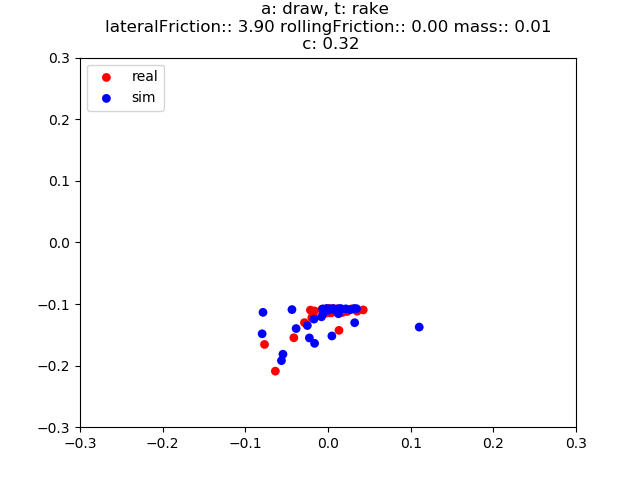 a: draw, t: rake
lateralFriction:: 3.90 rollingFriction:: 0.00 mass:: 0.01
c: 0.32
real
sim
0.3
0.2
0.1
0.0
−0.1
−0.2
−0.3
−0.3
−0.2
−0.1
0.0
0.1
0.2
0.3